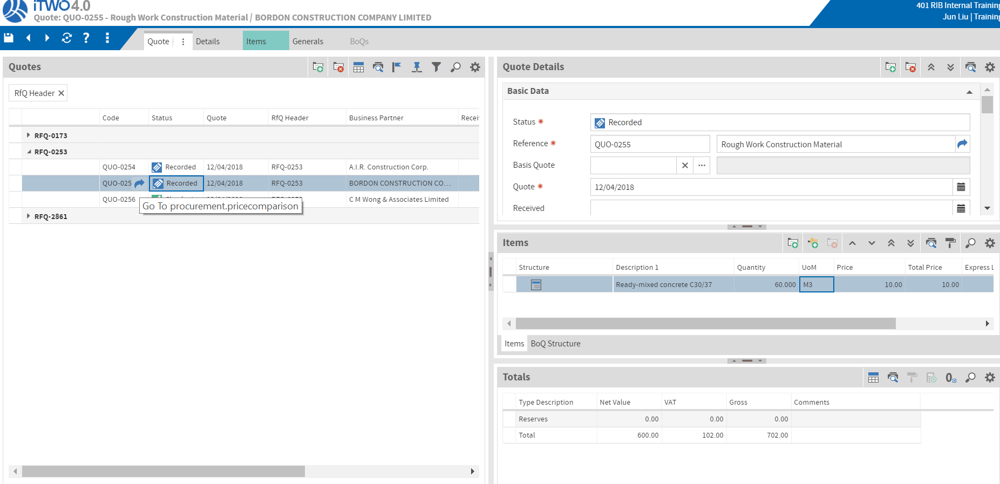 iTWO 4.0
401 RIB Internal Training
Quote: QUO-0255 - Rough Work Construction Material / BORDON CONSTRUCTION COMPANY LIMITED
Jun Liu | Training
Quote
Details
Items
Generals
BoQs
Quotes
RfQ Header
Code Status Quote RfQ Header Business Partner Recei
RFQ-0173
RFQ-0253
QUO-0254 Recorded 12/04/2018 RFQ-0253 A.I.R. Construction Corp.
QUO-025 Recorded 12/04/2018 RFQ-0253 BORDON CONSTRUCTION CO...
QUO-0256 C M Wong & Associates Limited
Go To procurement.pricecomparison
RFQ-2861
Quote Details
Basic Data
Status * Recorded
Reference * QUO-0255 Rough Work Construction Material
Basis Quote
Quote * 12/04/2018
Received
Items
Structure Description 1 Quantity UoM Price Total Price Express L
Ready-mixed concrete C30/37 60.000 M3 10.00 10.00
Items BoQ Structure
Totals
Type Description Net Value VAT Gross Comments
Reserves 0.00 0.00 0.00
Total 600.00 102.00 702.00